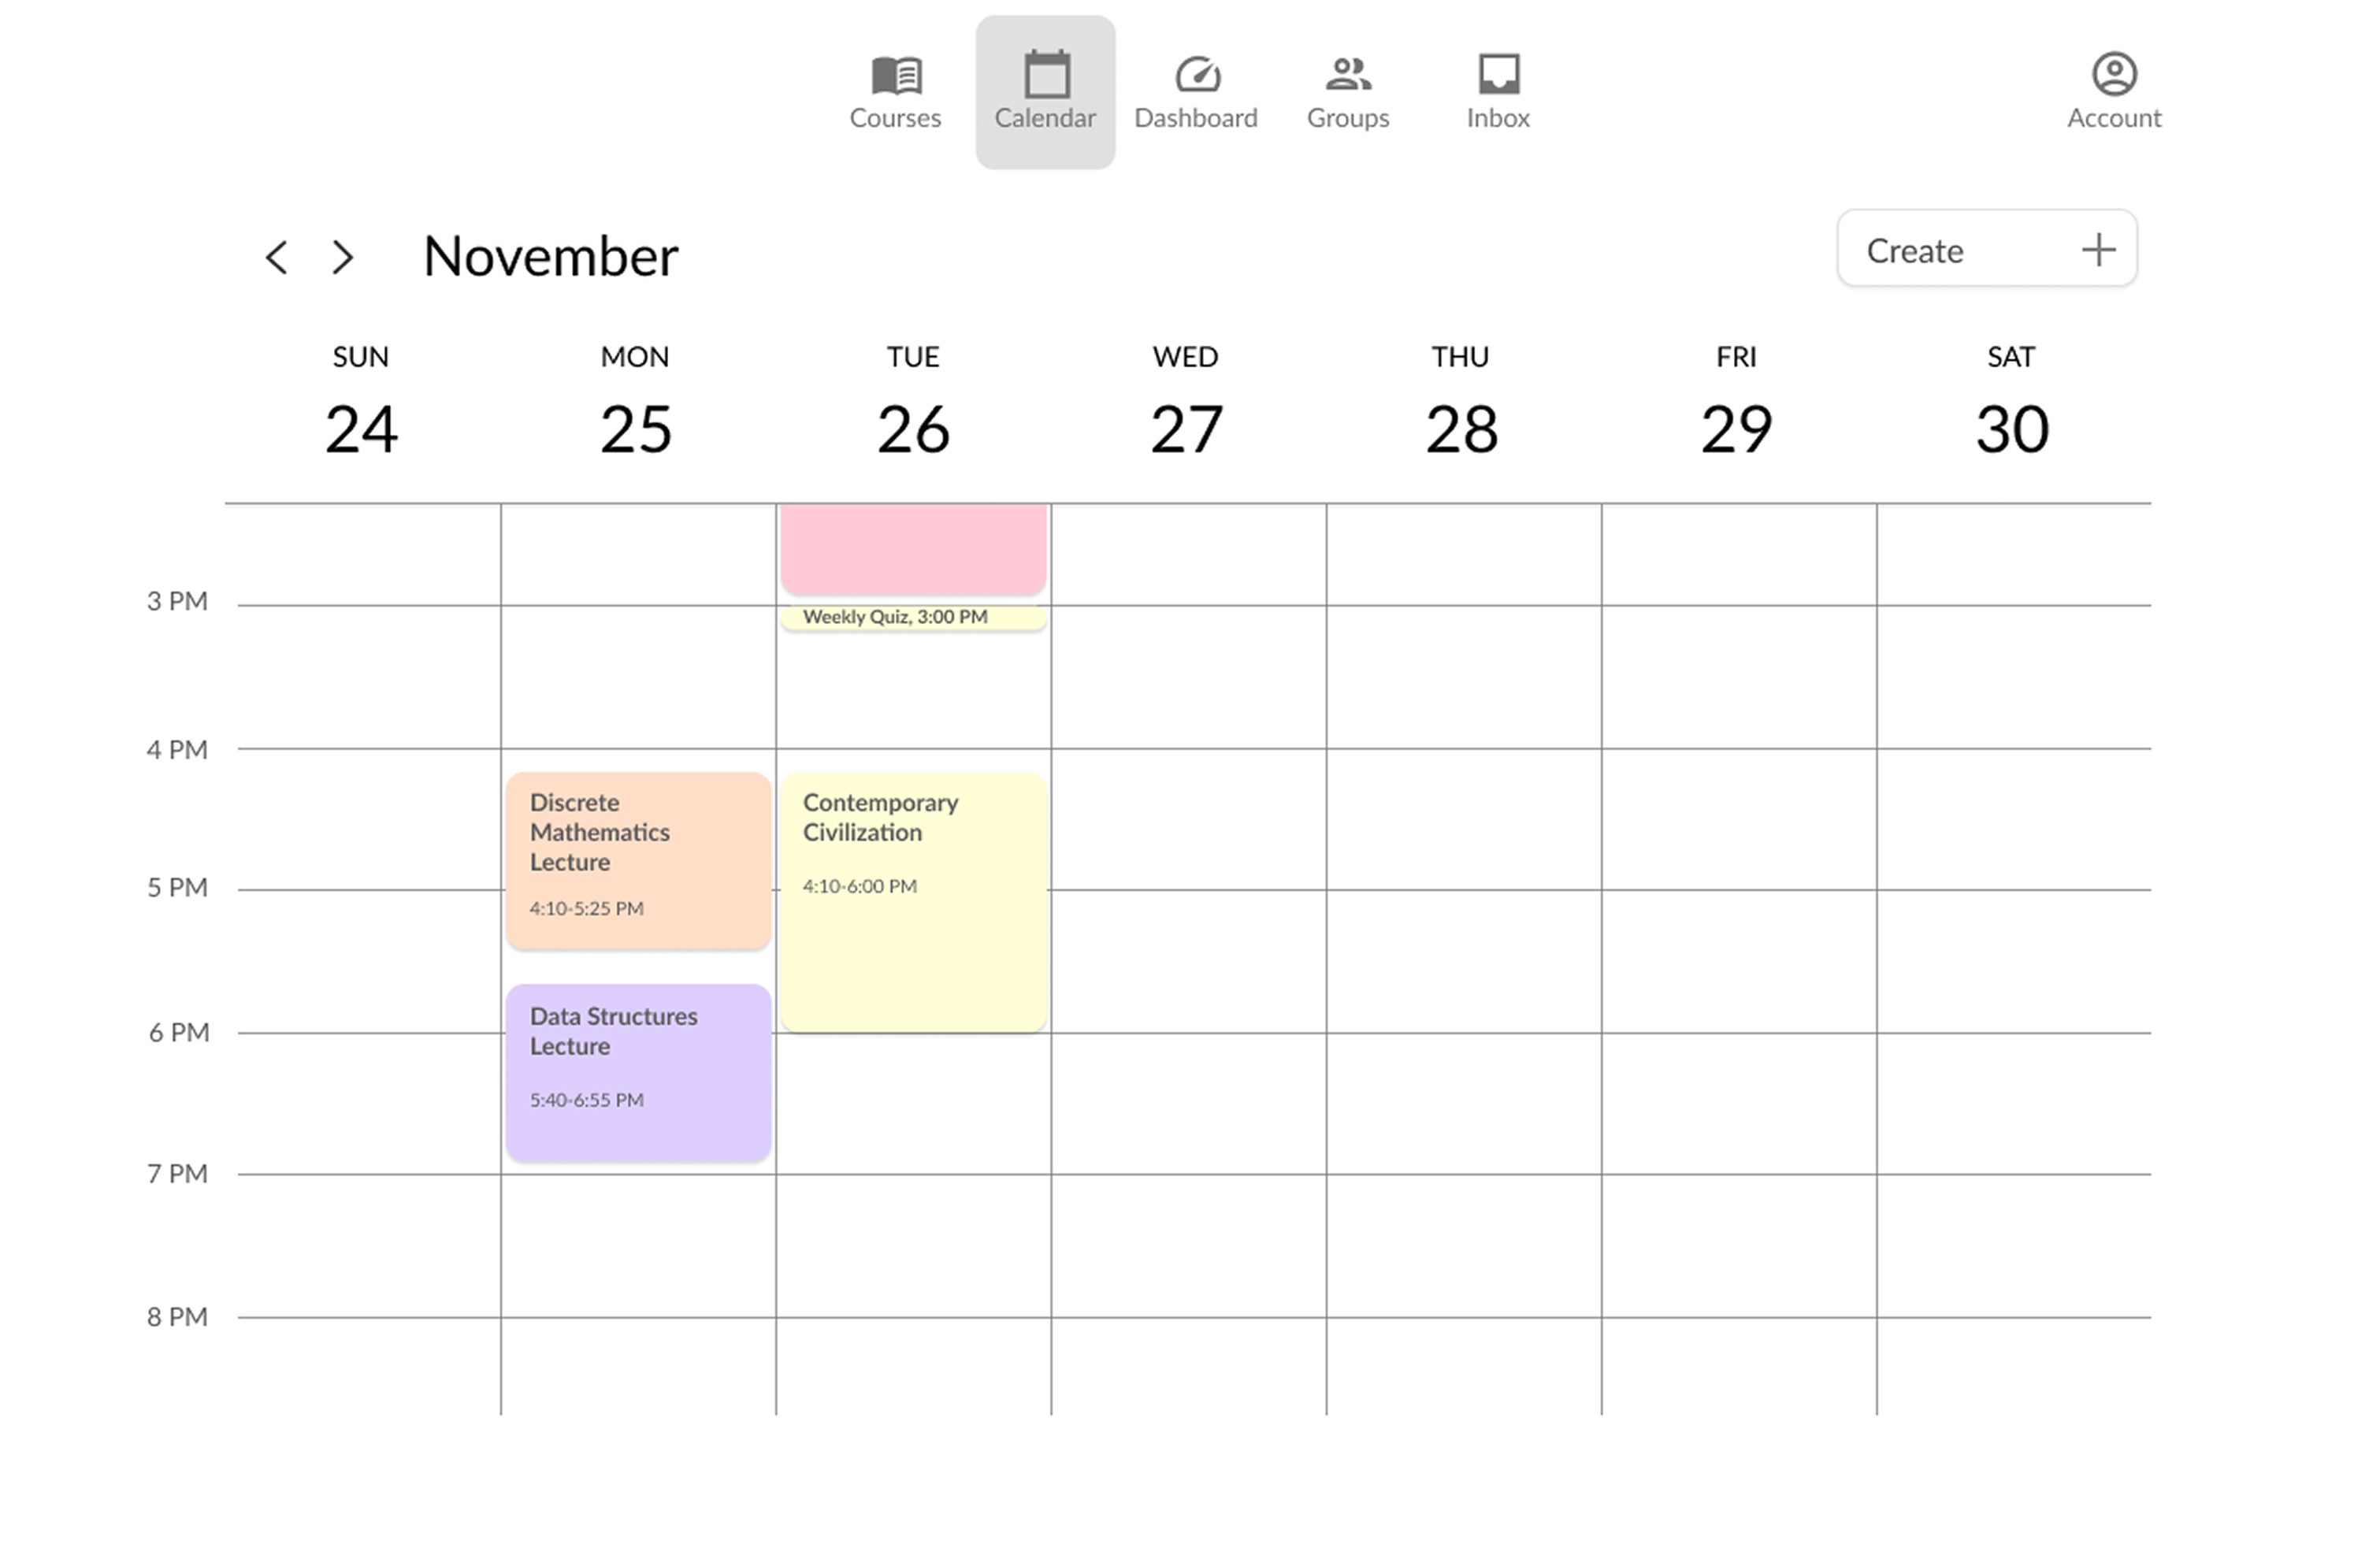 Courses
Calendar
Dashboard
Groups
Inbox
Account
November
Create
SUN
MON
TUE
WED
THU
FRI
SAT
24
25
26
27
28
29
30
3 PM
Weekly Quiz, 3:00 PM
4 PM
Discrete
Mathematics
Lecture
4:10-5:25 PM
Contemporary
Civilization
4:10-6:00 PM
5 PM
Data Structures
Lecture
5:40-6:55 PM
6 PM
7 PM
8 PM